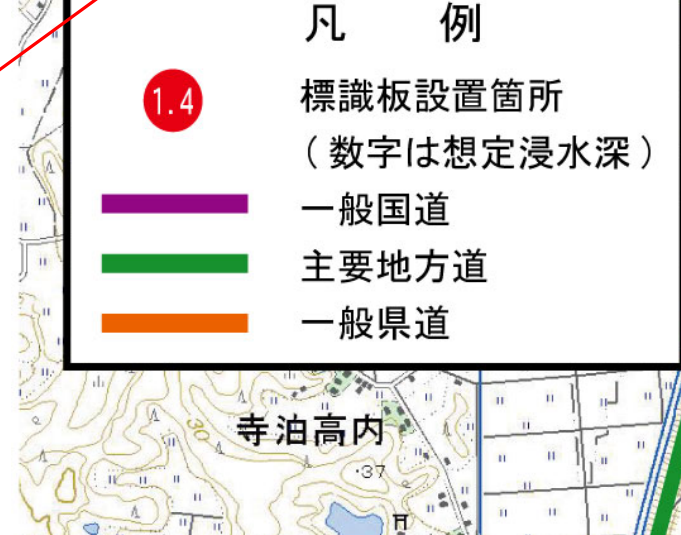 凡 例
1.4 標識板設置箇所
（数字は想定浸水深）
一般国道
主要地方道
一般県道
30
寺泊高内
・37